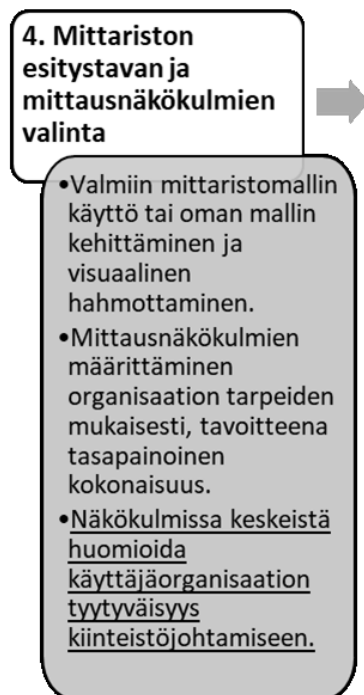 4. Mittariston
esitystavan ja
mittausnäkökulmien
valinta
•Valmiin mittaristomallin
käyttö tai oman mallin
kehittäminen ja
visuaalinen
hahmottaminen.
•Mittausnäkökulmien
määrittäminen
organisaation tarpeiden
mukaisesti, tavoitteena
tasapainoinen
kokonaisuus.
•Näkökulmissa keskeistä
huomioida
käyttäjäorganisaation
tyytyväisyys
kiinteistöjohtamiseen.